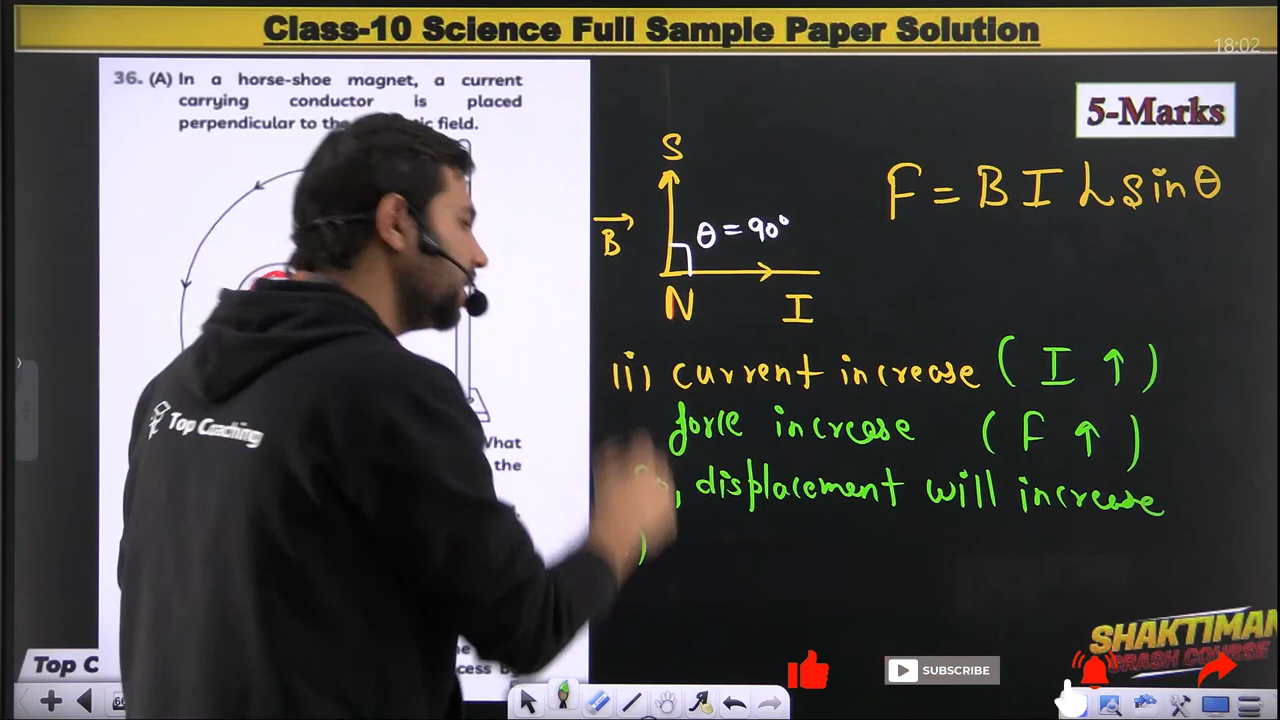 Class-10 Science Full Sample Paper Solution
18:02
36. (A) In a horse-shoe magnet, a current
carrying conductor is placed
perpendicular to the field.
5-Marks
S
B
θ = 90°
N
I
F = B I L sin θ
ii) current increase ( I ↑ )
force increase ( F ↑ )
displacement will increase
What
the
Top Coaching
Top C
SHAKTIMAN
CRASH COURSE
SUBSCRIBE